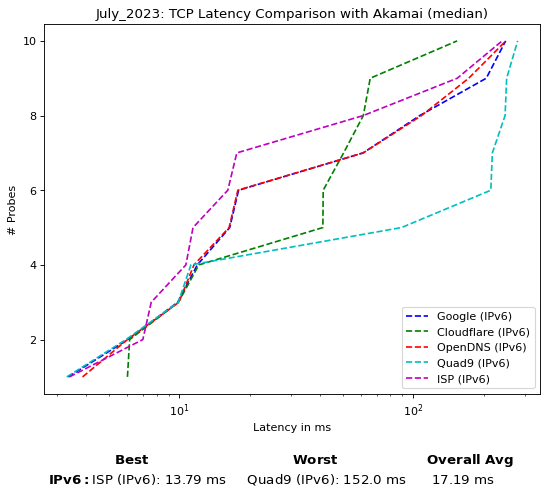 July_2023: TCP Latency Comparison with Akamai (median)
10
8
6
4
2
# Probes
Google (IPv6)
Cloudflare (IPv6)
OpenDNS (IPv6)
Quad9 (IPv6)
ISP (IPv6)
10¹ 10²
Latency in ms
Best Worst Overall Avg
IPv6: ISP (IPv6): 13.79 ms Quad9 (IPv6): 152.0 ms 17.19 ms